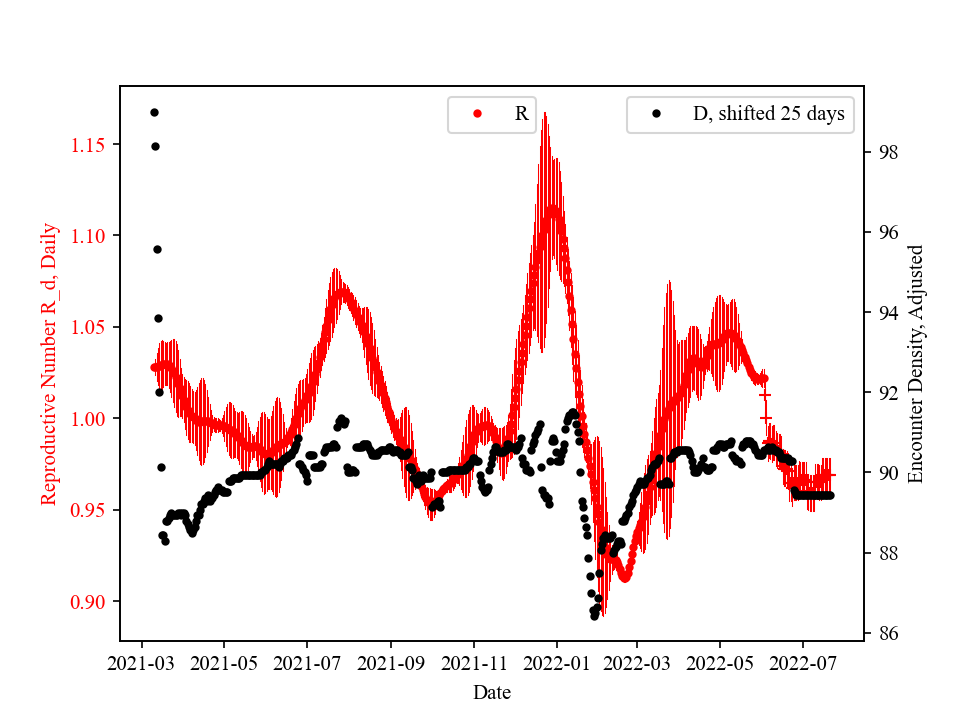 R
D, shifted 25 days
Reproductive Number R_d, Daily
1.15
1.10
1.05
1.00
0.95
0.90
98
96
94
92
90
88
86
Encounter Density, Adjusted
2021-03 2021-05 2021-07 2021-09 2021-11 2022-01 2022-03 2022-05 2022-07
Date